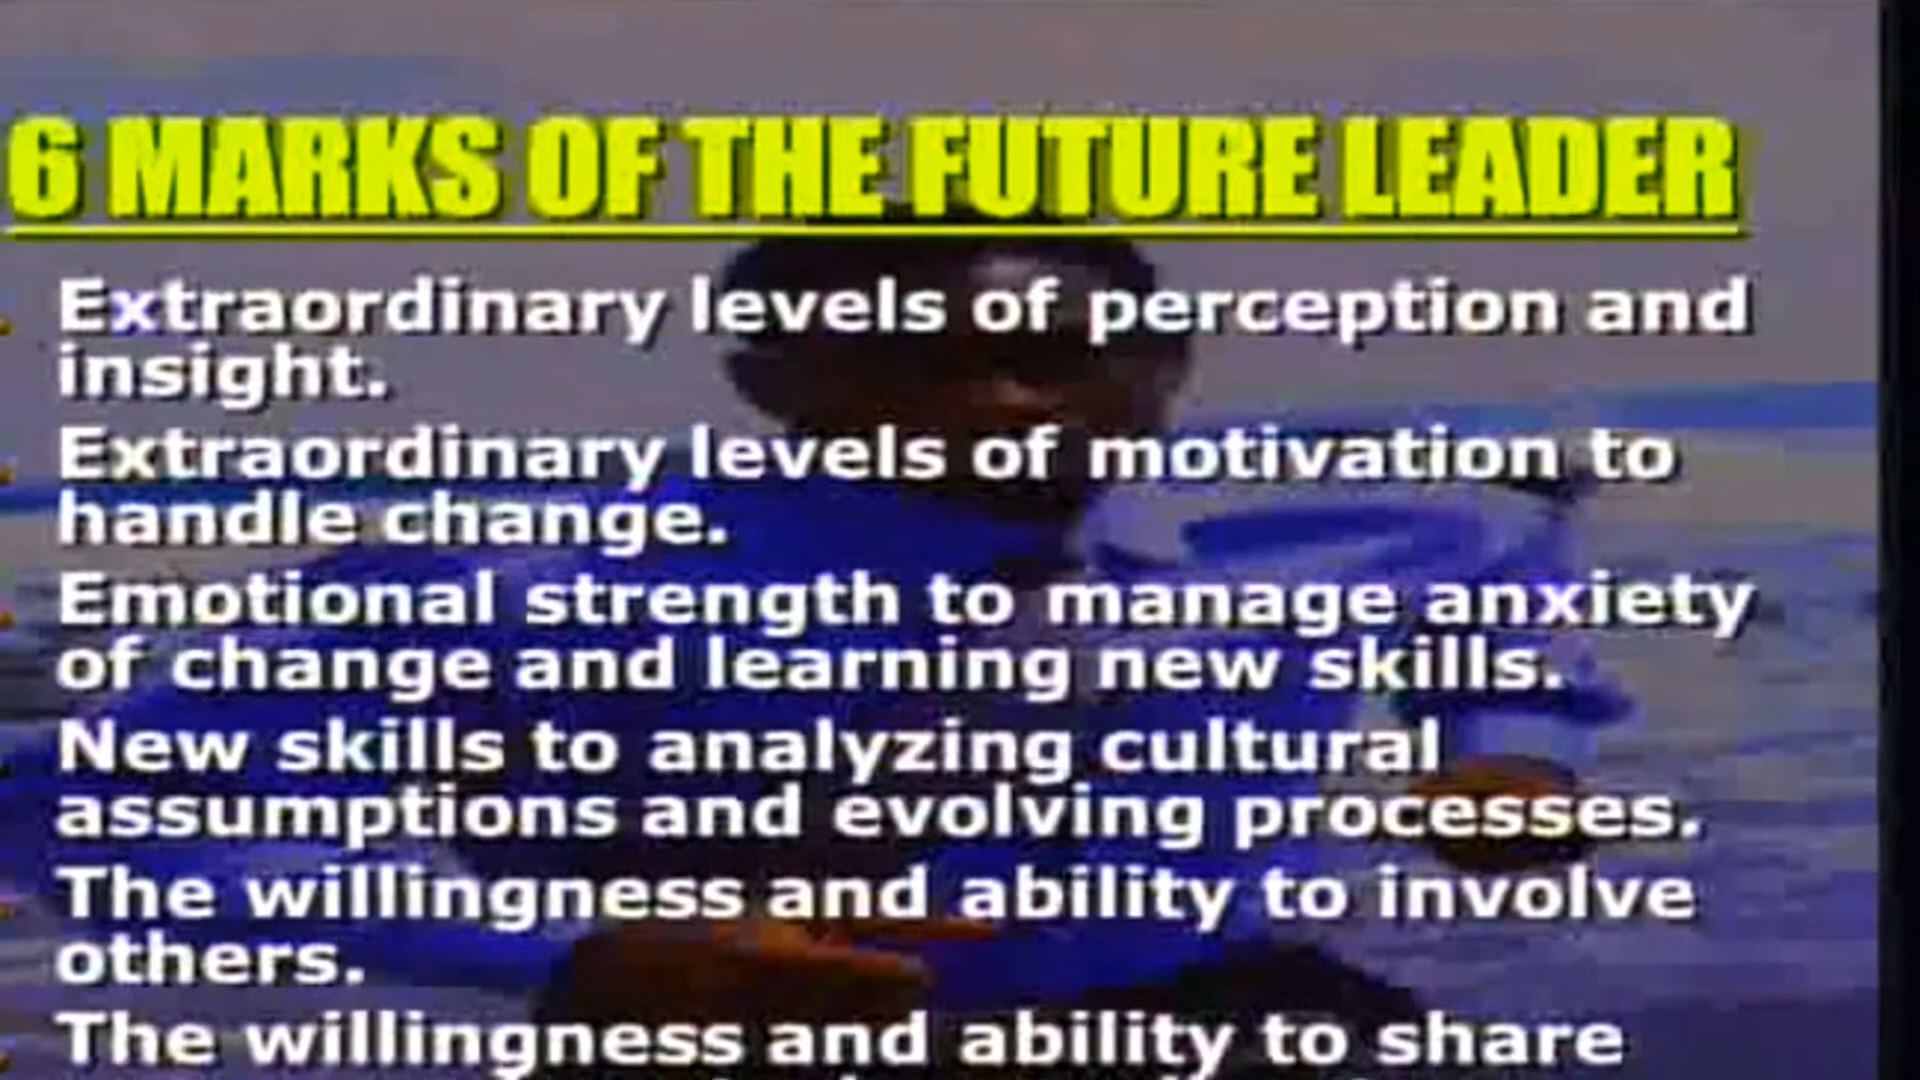 6 MARKS OF THE FUTURE LEADER
Extraordinary levels of perception and
insight.
Extraordinary levels of motivation to
handle change.
Emotional strength to manage anxiety
of change and learning new skills.
New skills to analyzing cultural
assumptions and evolving processes.
The willingness and ability to involve
others.
The willingness and ability to share